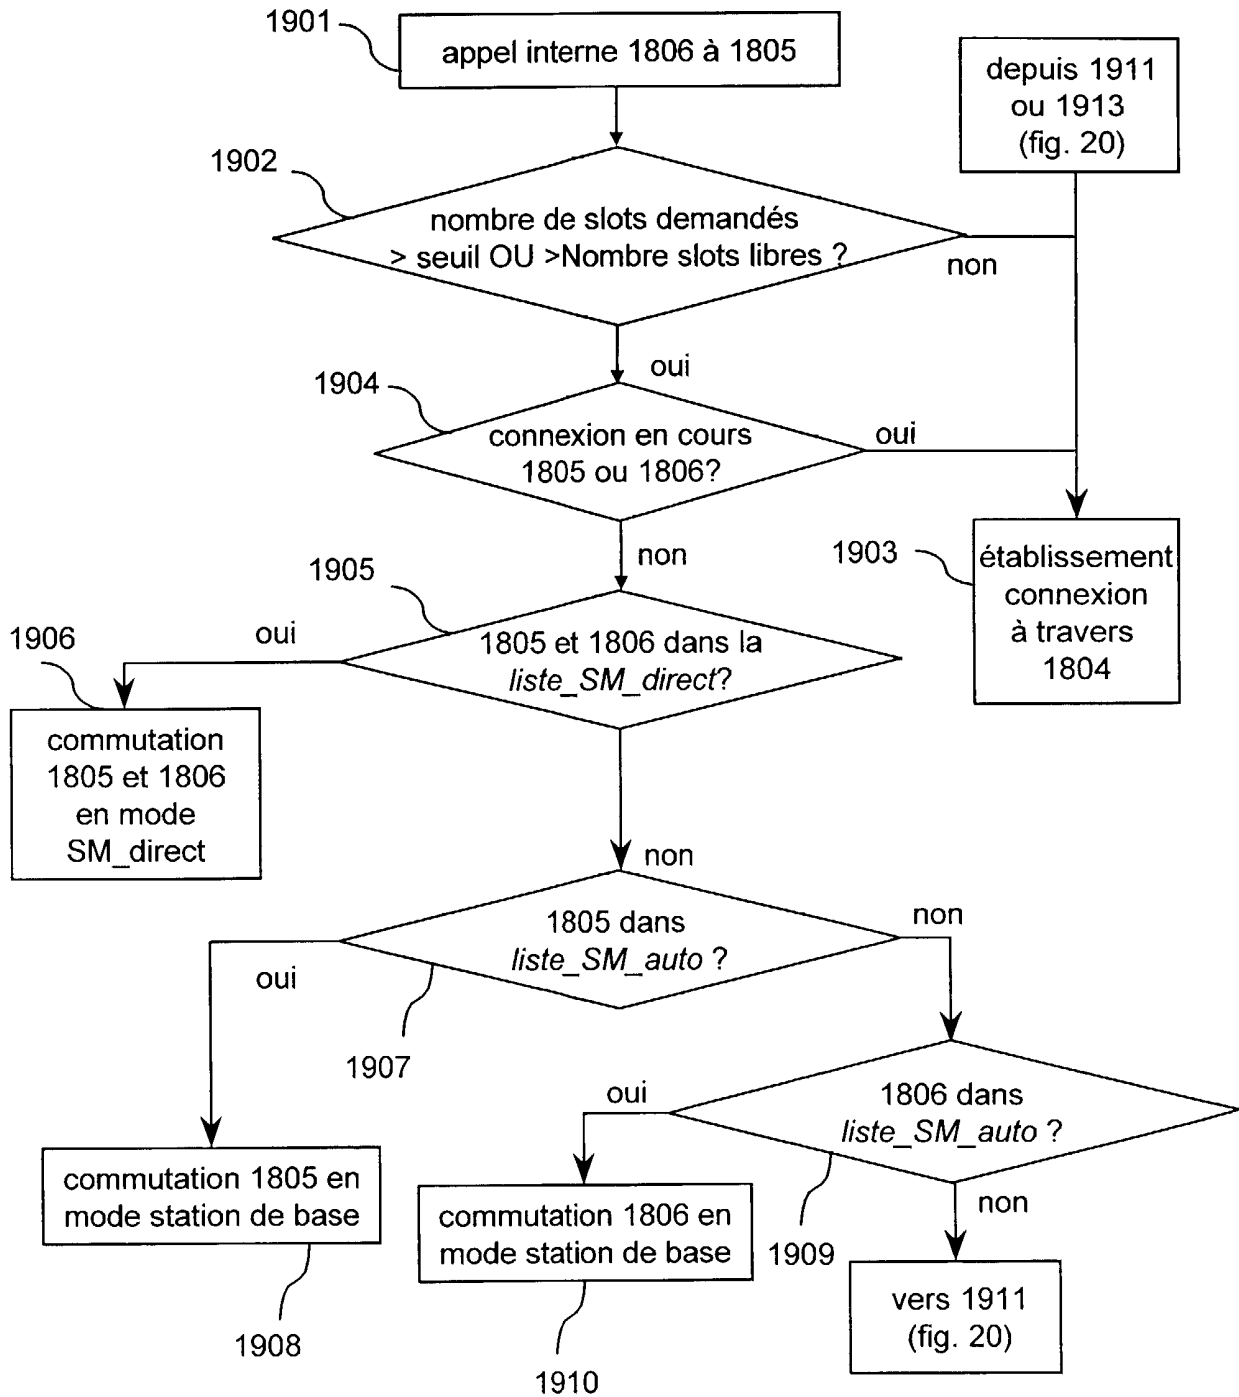 1901
appel interne 1806 à 1805
depuis 1911
ou 1913
(fig. 20)
1902
nombre de slots demandés
> seuil OU >Nombre slots libres ?
non
oui
1904
connexion en cours
1805 ou 1806?
oui
non
1903
établissement
connexion
à travers
1804
1905
1805 et 1806 dans la
liste_SM_direct?
oui
1906
commutation
1805 et 1806
en mode
SM_direct
non
1805 dans
liste_SM_auto ?
non
oui
1907
1806 dans
liste_SM_auto ?
oui
commutation 1805 en
mode station de base
commutation 1806 en
mode station de base
non
1909
1908
1910
vers 1911
(fig. 20)